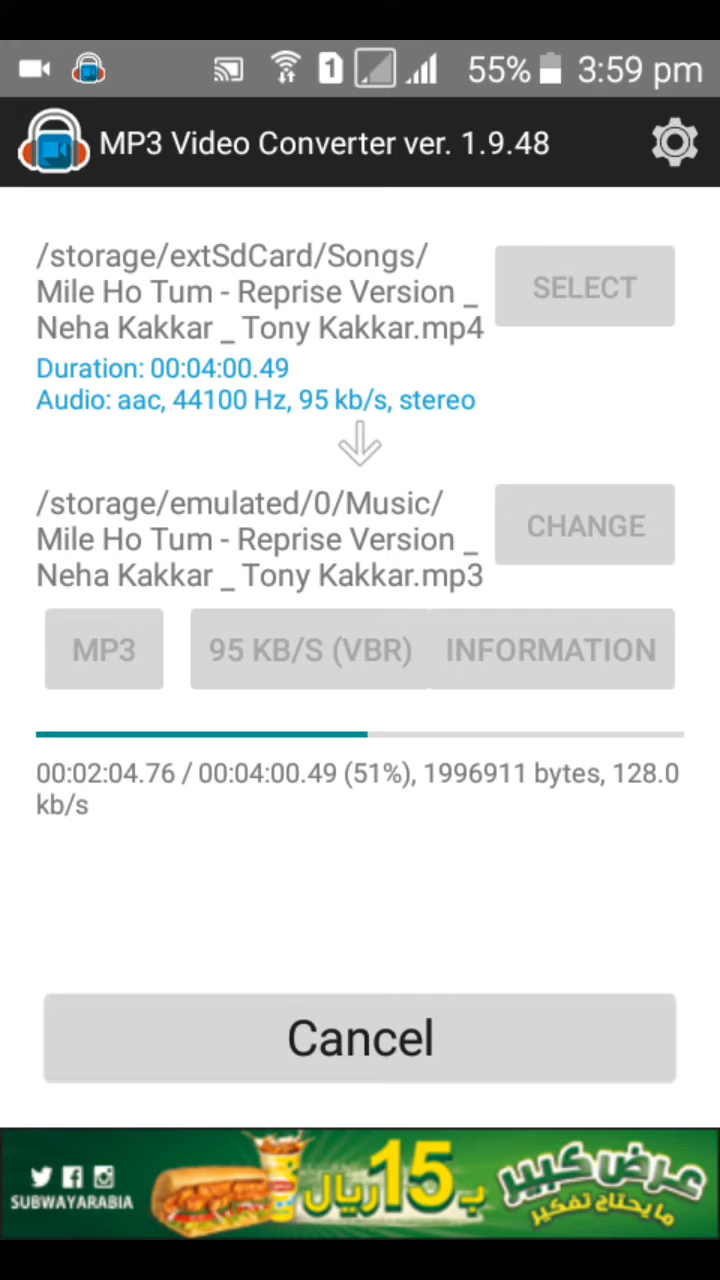 1 55% 3:59 pm
MP3 Video Converter ver. 1.9.48
/storage/extSdCard/Songs/
Mile Ho Tum - Reprise Version _
Neha Kakkar _ Tony Kakkar.mp4
SELECT
Duration: 00:04:00.49
Audio: aac, 44100 Hz, 95 kb/s, stereo
/storage/emulated/0/Music/
Mile Ho Tum - Reprise Version _
Neha Kakkar _ Tony Kakkar.mp3
CHANGE
MP3 95 KB/S (VBR) INFORMATION
00:02:04.76 / 00:04:00.49 (51%), 1996911 bytes, 128.0
kb/s
Cancel
عرض كبير
ما يحتاج تفكير
ب 15 ريال
SUBWAYARABIA